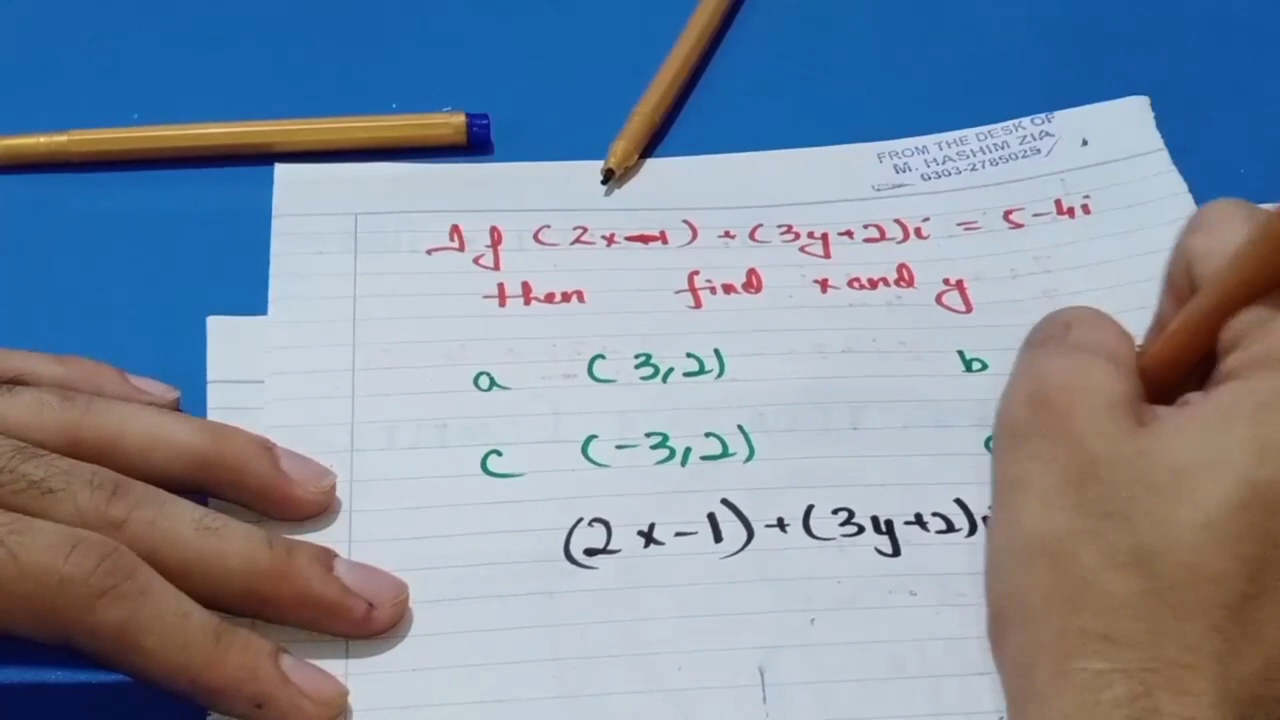 FROM THE DESK OF
M. HASHIM ZIA
0303-2785025
If (2x-1) + (3y+2)i = 5-4i
then find x and y
a (3,2) b
c (-3,2)
(2x-1)+(3y+2)